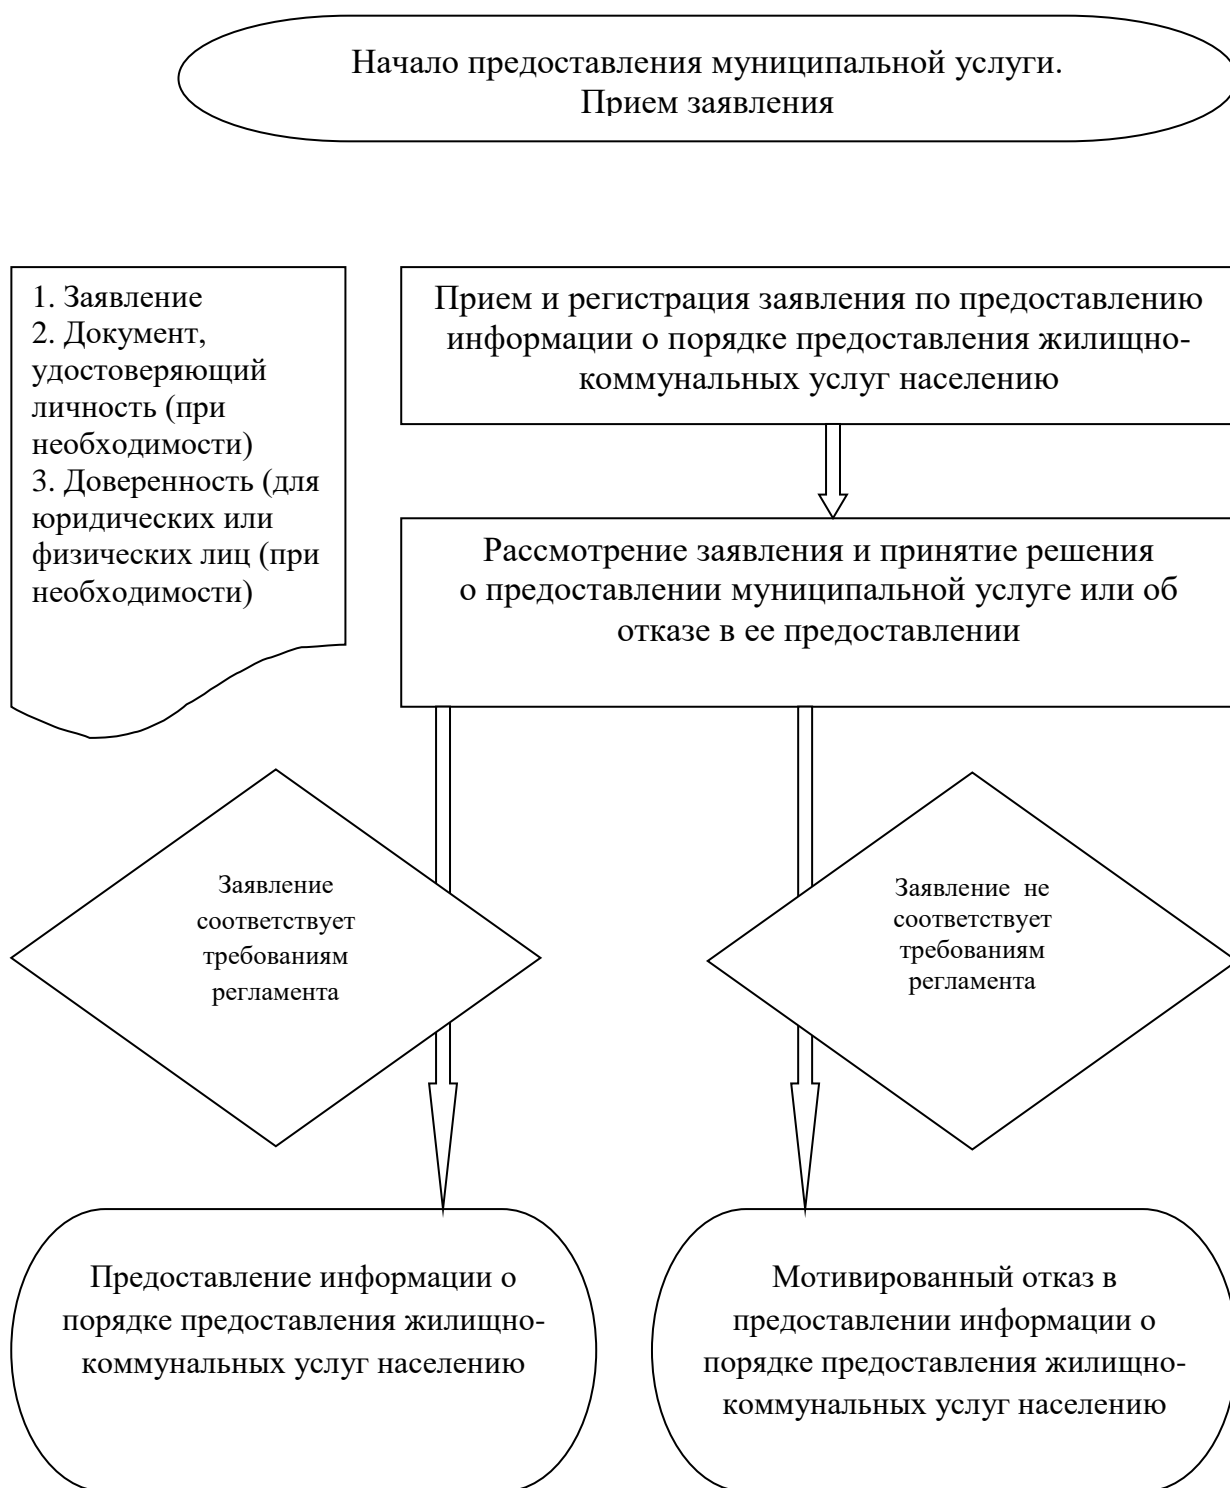 Начало предоставления муниципальной услуги.
Прием заявления
1. Заявление
2. Документ,
удостоверяющий
личность (при
необходимости)
3. Доверенность (для
юридических или
физических лиц (при
необходимости)
Прием и регистрация заявления по предоставлению
информации о порядке предоставления жилищно-
коммунальных услуг населению
Рассмотрение заявления и принятие решения
о предоставлении муниципальной услуге или об
отказе в ее предоставлении
Заявление
соответствует
требованиям
регламента
Заявление не
соответствует
требованиям
регламента
Предоставление информации о
порядке предоставления жилищно-
коммунальных услуг населению
Мотивированный отказ в
предоставлении информации о
порядке предоставления жилищно-
коммунальных услуг населению